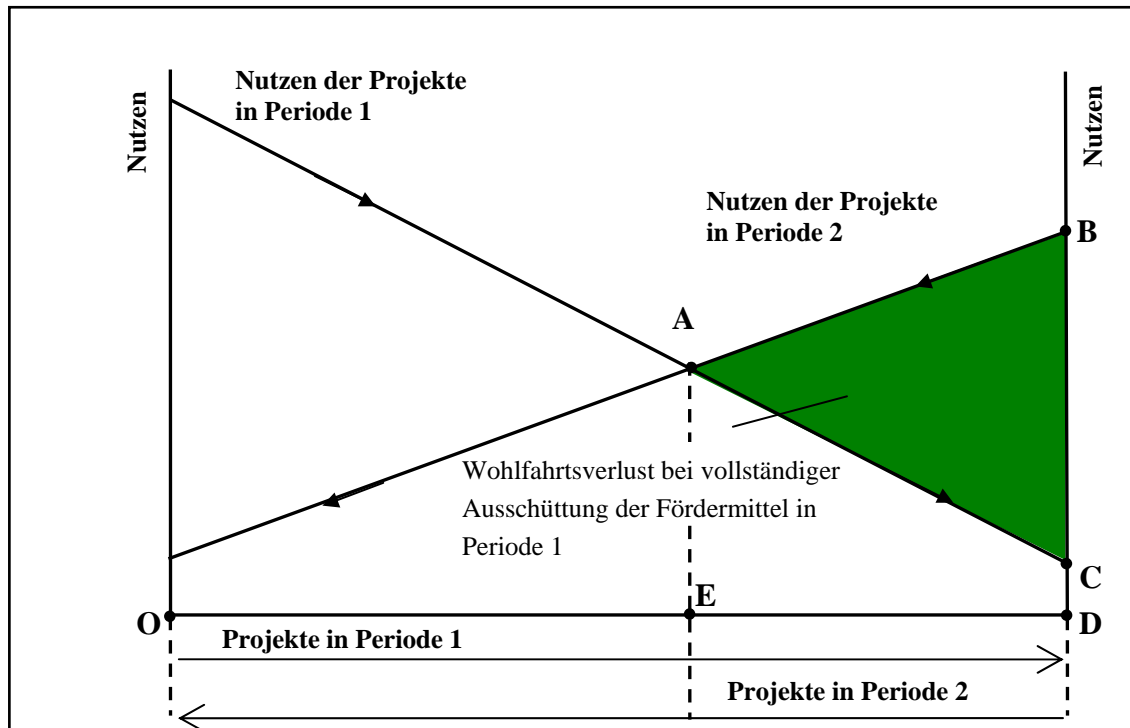 Nutzen der Projekte
in Periode 1
Nutzen
Nutzen
Nutzen der Projekte
in Periode 2
B
A
Wohlfahrtsverlust bei vollständiger
Ausschüttung der Fördermittel in
Periode 1
C
O
E
D
Projekte in Periode 1
Projekte in Periode 2